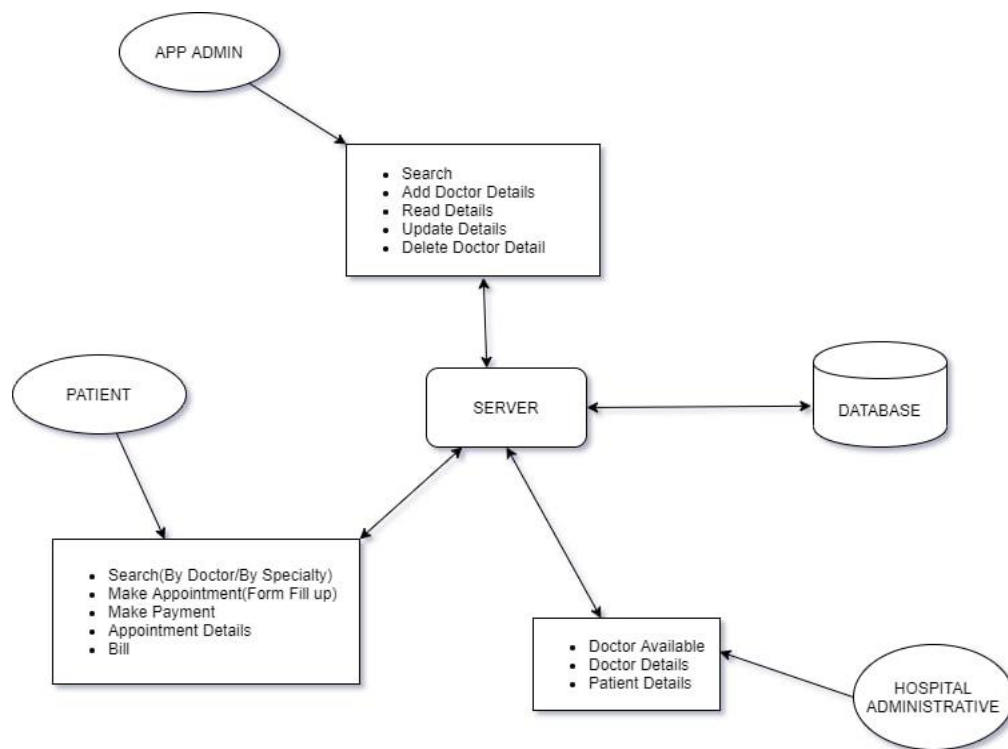 APP ADMIN
Search
Add Doctor Details
Read Details
Update Details
Delete Doctor Detail
PATIENT
SERVER
DATABASE
Search(By Doctor/By Specialty)
Make Appointment(Form Fill up)
Make Payment
Appointment Details
Bill
Doctor Available
Doctor Details
Patient Details
HOSPITAL
ADMINISTRATIVE